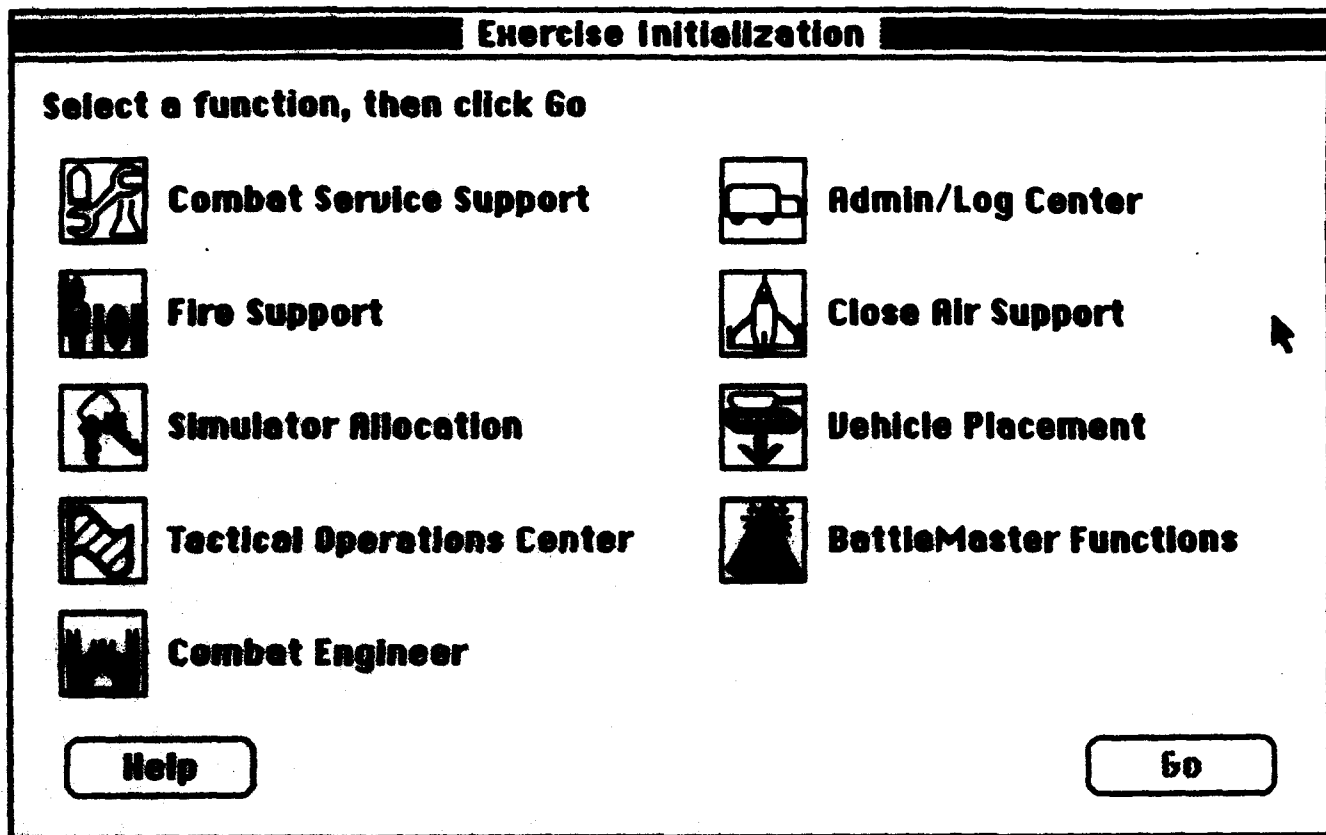 Exercise Initialization
Select a function, then click Go
Combat Service Support
Admin/Log Center
Fire Support
Close Air Support
Simulator Allocation
Vehicle Placement
Tactical Operations Center
BattleMaster Functions
Combat Engineer
Help
Go